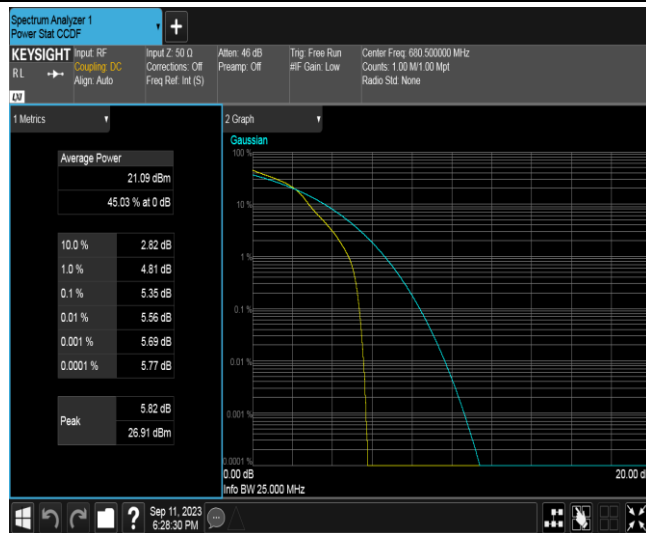 Spectrum Analyzer 1
Power Stat CCDF
+
KEYSIGHT
RL
LXI
Input: RF
Coupling: DC
Align: Auto
Input Z: 50 Ω
Corrections: Off
Freq Ref: Int (S)
Atten: 46 dB
Preamp: Off
Trig: Free Run
#IF Gain: Low
Center Freq: 680.500000 MHz
Counts: 1.00 M/1.00 Mpt
Radio Std: None
1 Metrics
Average Power
21.09 dBm
45.03 % at 0 dB
10.0 % 2.82 dB
1.0 % 4.81 dB
0.1 % 5.35 dB
0.01 % 5.56 dB
0.001 % 5.69 dB
0.0001 % 5.77 dB
Peak
5.82 dB
26.91 dBm
2 Graph
Gaussian
100 %
10 %
1 %
0.1 %
0.01 %
0.001 %
0.0001 %
0.00 dB
20.00 d
Info BW 25.000 MHz
?
Sep 11, 2023
6:28:30 PM